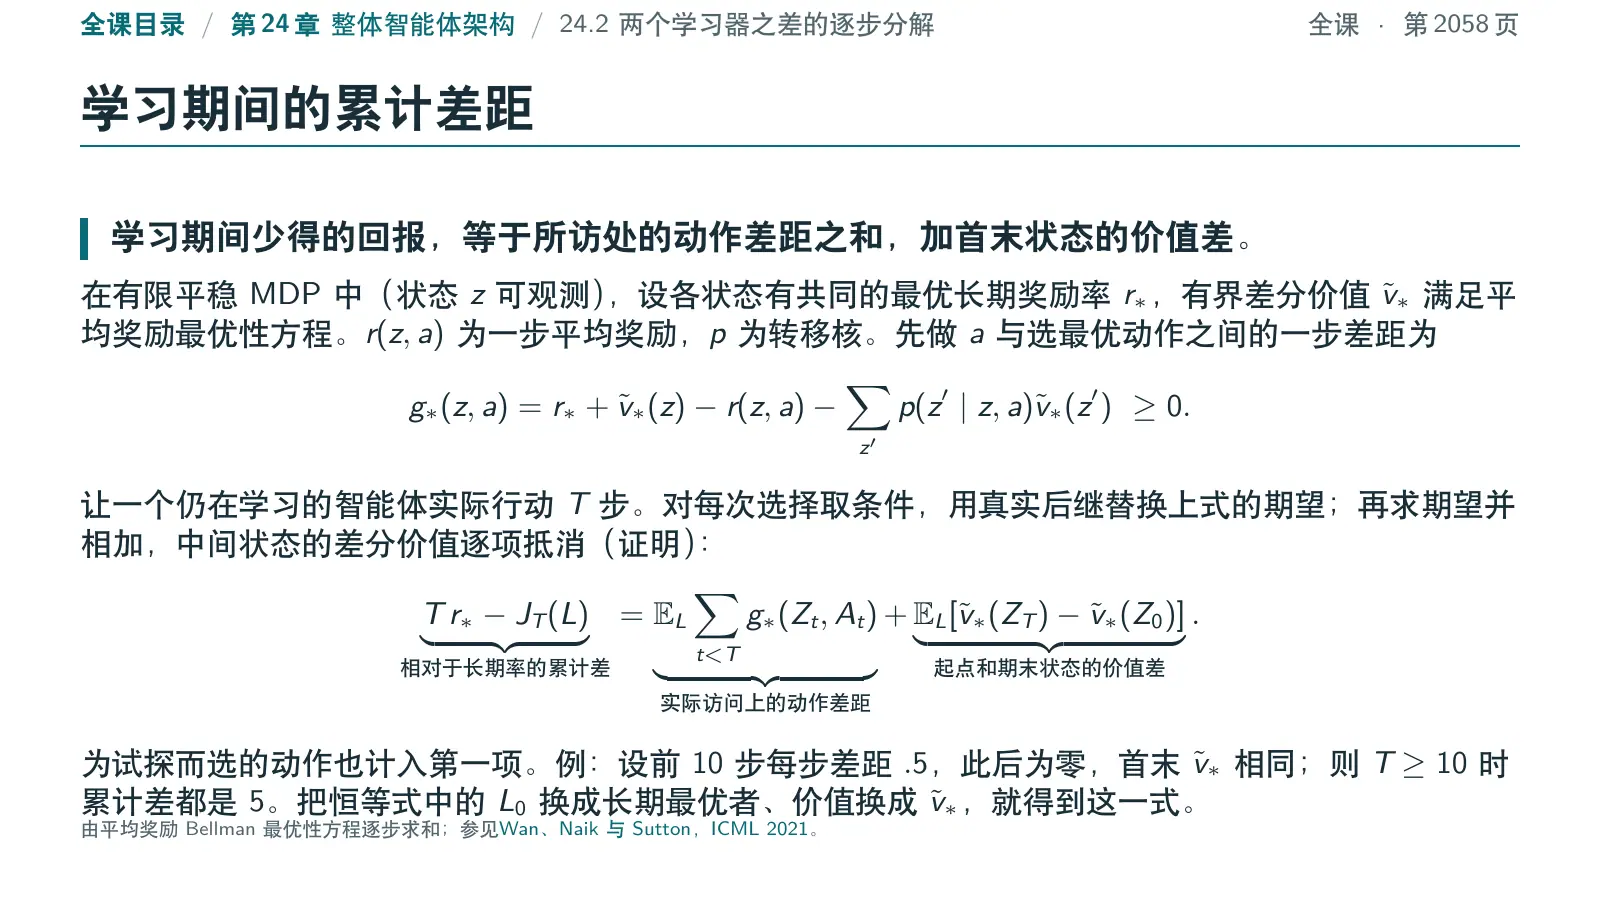 全课目录 / 第 24 章 整体智能体架构 / 24.2 两个学习器之差的逐步分解
全课 · 第 2058 页
学习期间的累计差距
学习期间少得的回报，等于所访处的动作差距之和，加首末状态的价值差。
在有限平稳 MDP 中（状态 z 可观测），设各状态有共同的最优长期奖励率 r∗，有界差分价值 ṽ∗ 满足平
均奖励最优性方程。r(z, a) 为一步平均奖励，p 为转移核。先做 a 与选最优动作之间的一步差距为
g∗(z, a) = r∗ + ṽ∗(z) − r(z, a) − ∑z′ p(z′ | z, a)ṽ∗(z′) ≥ 0.
让一个仍在学习的智能体实际行动 T 步。对每次选择取条件，用真实后继替换上式的期望；再求期望并
相加，中间状态的差分价值逐项抵消（证明）：
T r∗ − J_T(L) = 𝔼_L ∑_{t<T} g∗(Z_t, A_t) + 𝔼_L[ṽ∗(Z_T) − ṽ∗(Z_0)] .
相对于长期率的累计差
起点和期末状态的价值差
实际访问上的动作差距
为试探而选的动作也计入第一项。例：设前 10 步每步差距 .5，此后为零，首末 ṽ∗ 相同；则 T ≥ 10 时
累计差都是 5。把恒等式中的 L₀ 换成长期最优者、价值换成 ṽ∗，就得到这一式。
由平均奖励 Bellman 最优性方程逐步求和；参见Wan、Naik 与 Sutton，ICML 2021。